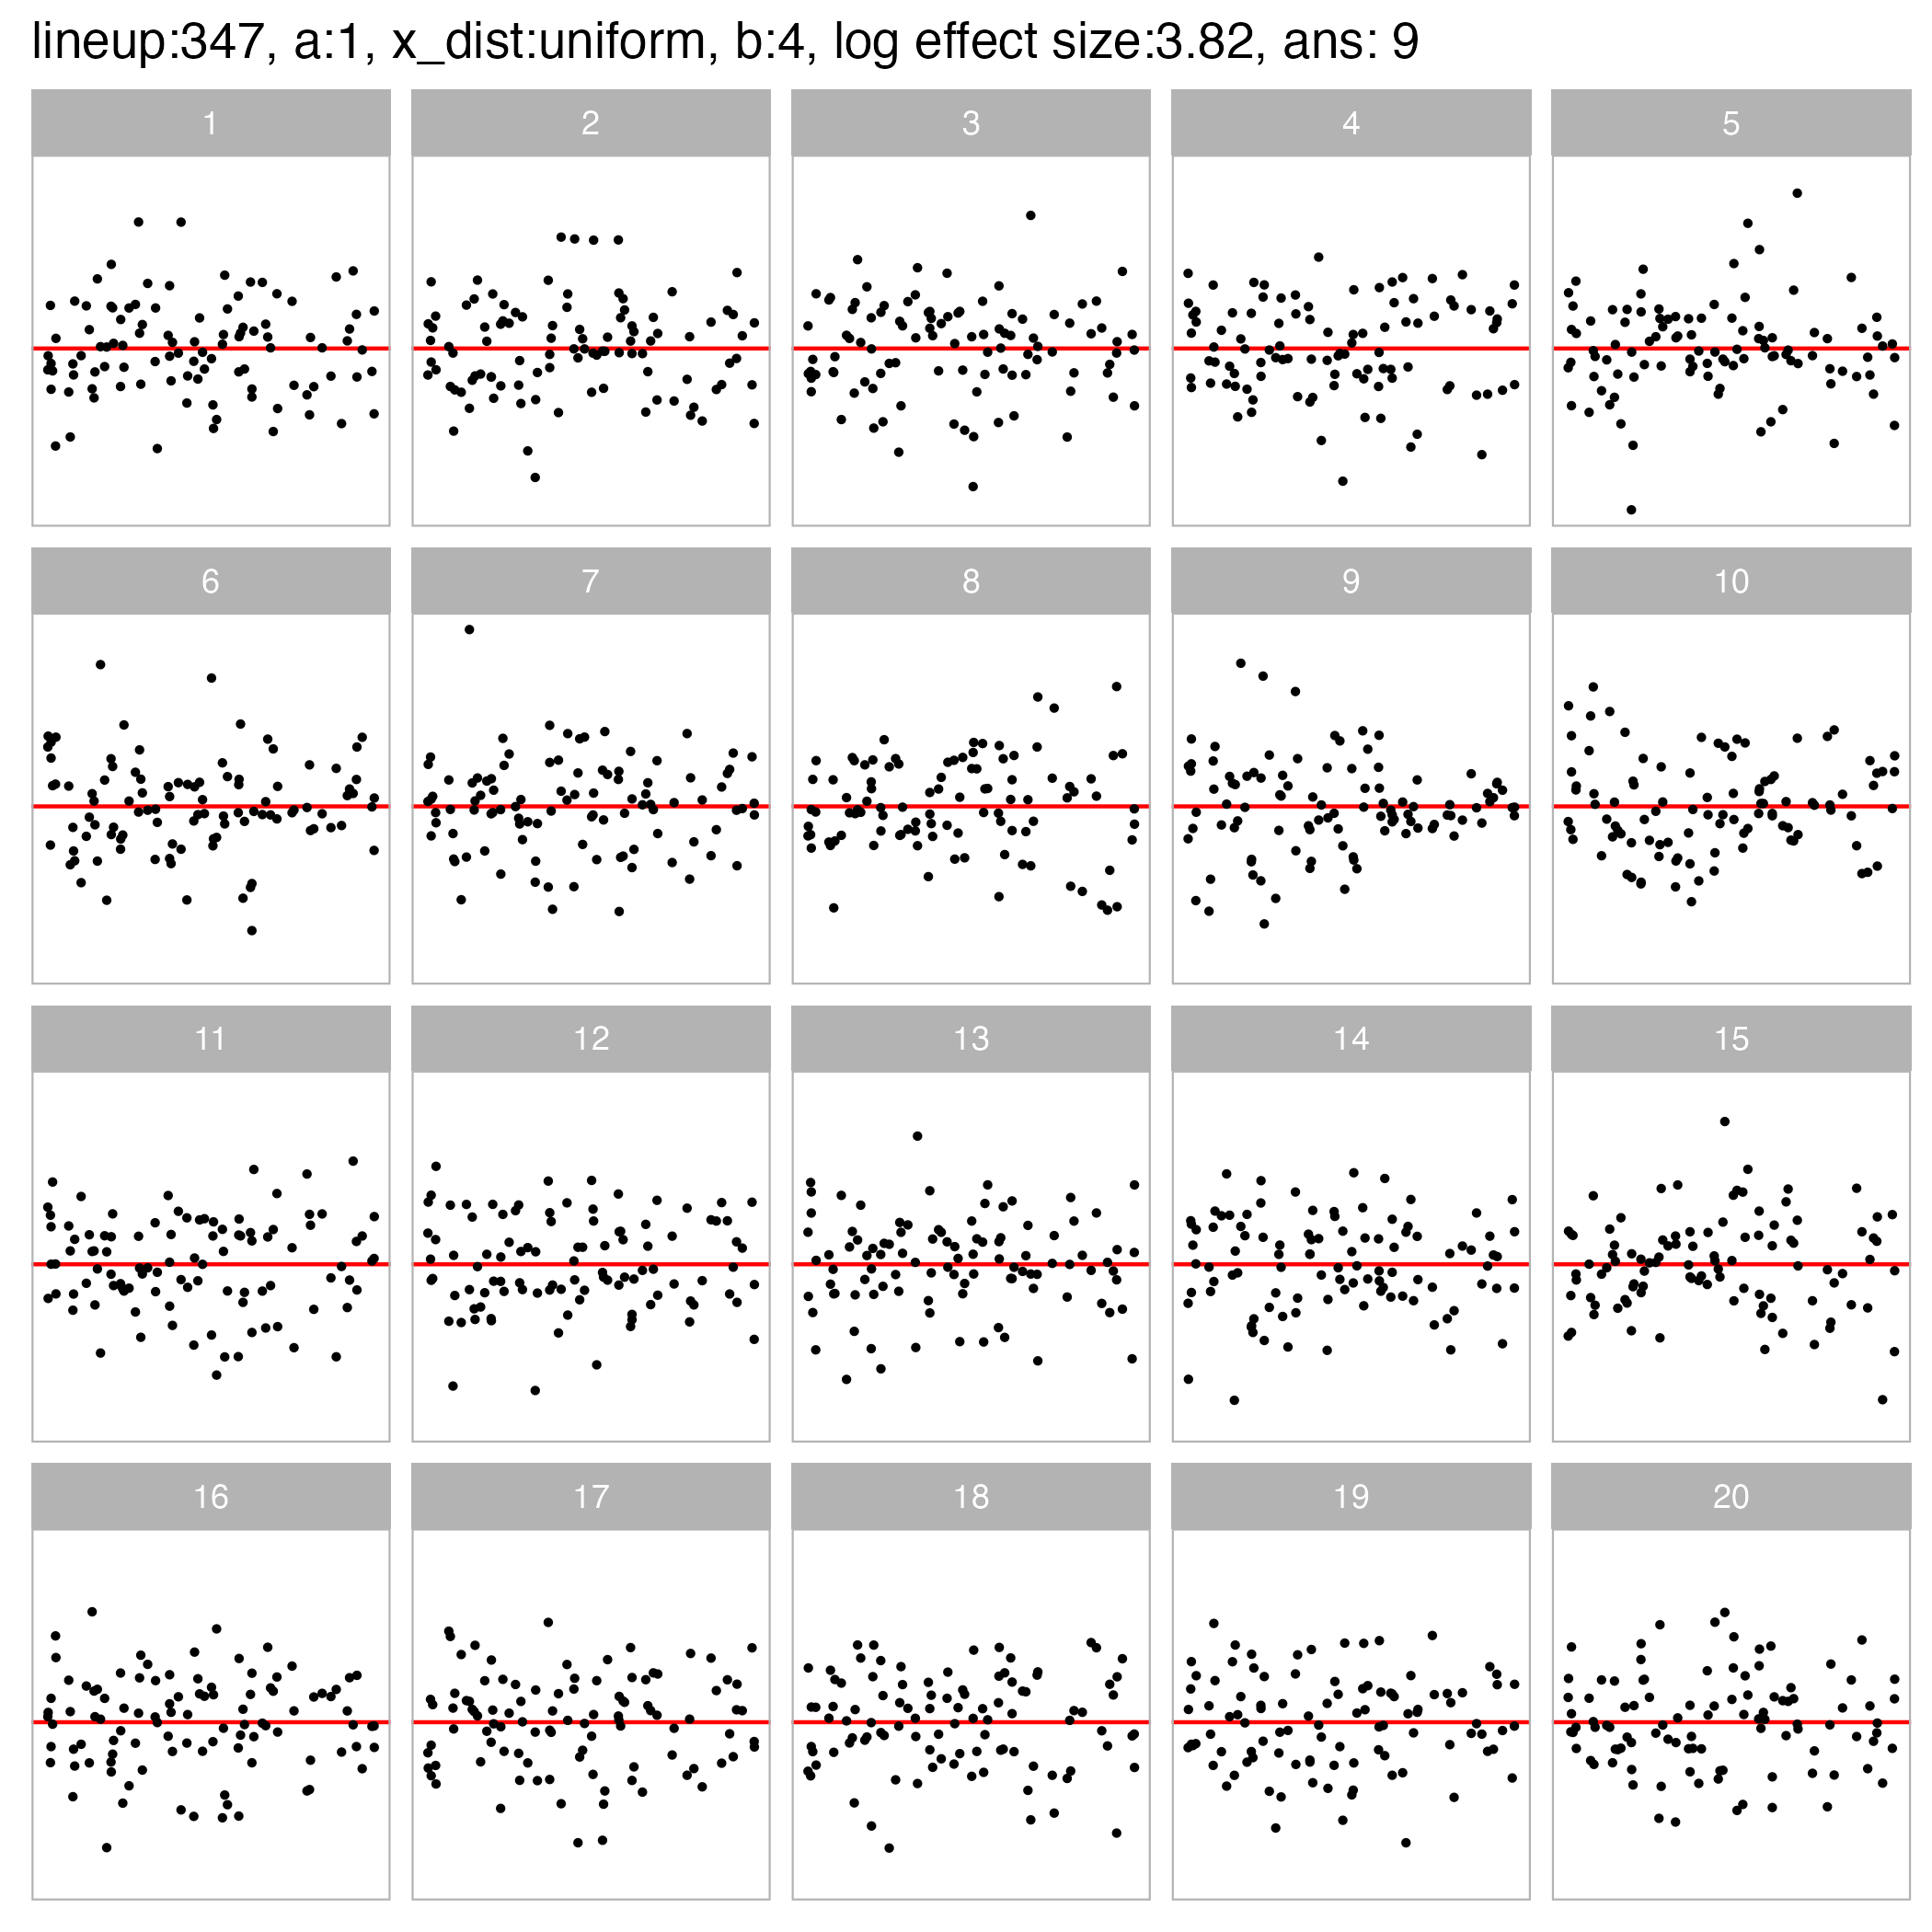 lineup:347, a:1, x_dist:uniform, b:4, log effect size:3.82, ans: 9
1 2 3 4 5
6 7 8 9 10
11 12 13 14 15
16 17 18 19 20